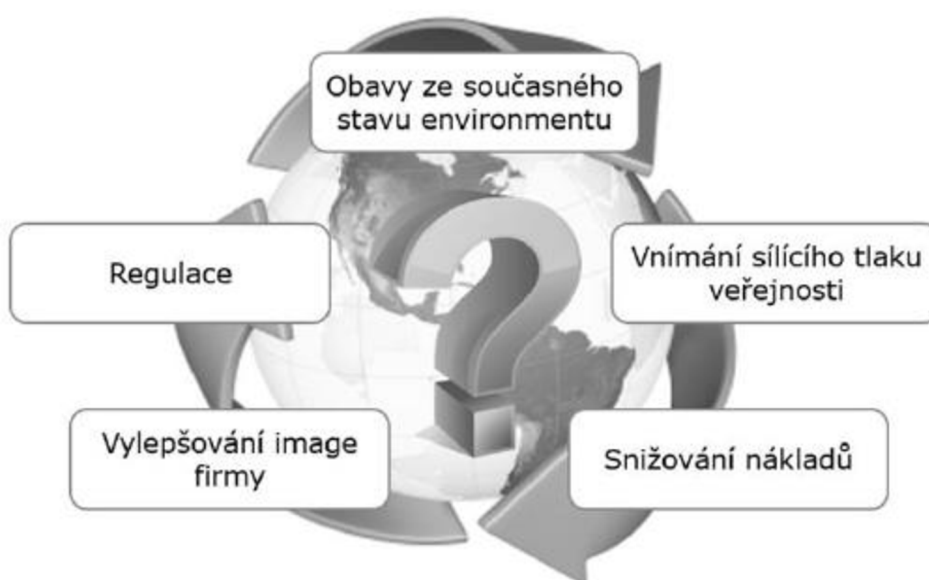 Obavy ze současného
stavu environmentu
Regulace
Vnímání sílícího tlaku
veřejnosti
Vylepšování image
firmy
Snižování nákladů